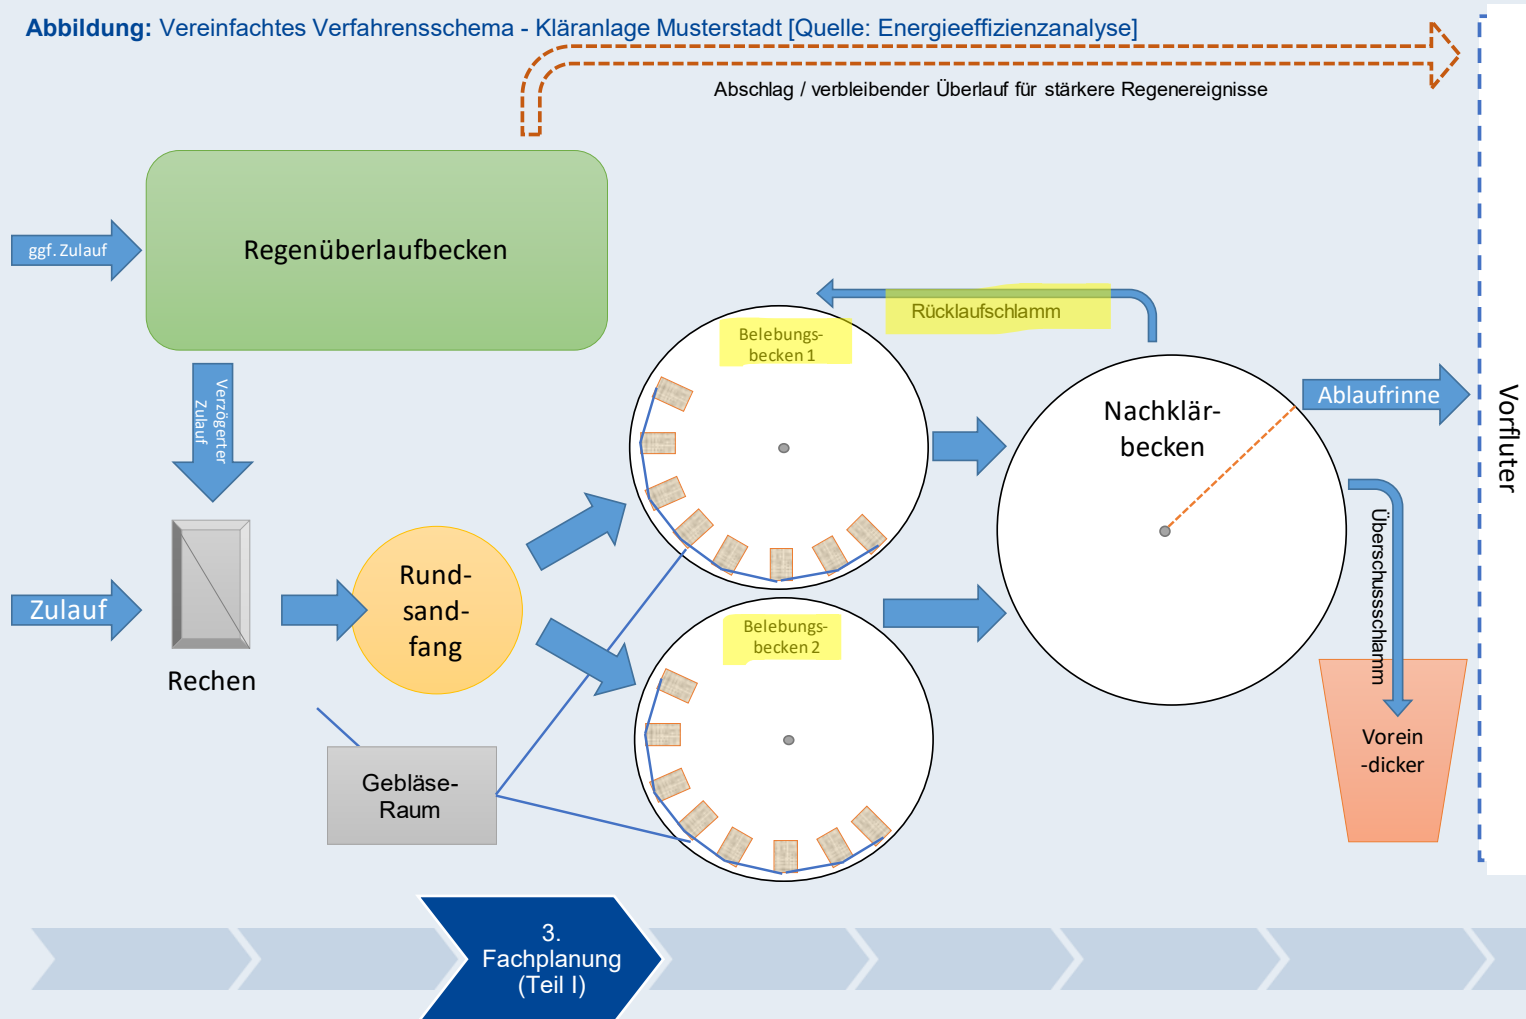 Abbildung: Vereinfachtes Verfahrensschema - Kläranlage Musterstadt [Quelle: Energieeffizienzanalyse]
Abschlag / verbleibender Überlauf für stärkere Regenereignisse
ggf. Zulauf
Regenüberlaufbecken
Verzögerter
Zulauf
Rücklaufschlamm
Belebungs-
becken 1
Nachklär-
becken
Ablaufrinne
Vorfluter
Überschussschlamm
Zulauf
Rechen
Rund-
sand-
fang
Belebungs-
becken 2
Gebläse-
Raum
Vorein
-dicker
3.
Fachplanung
(Teil I)